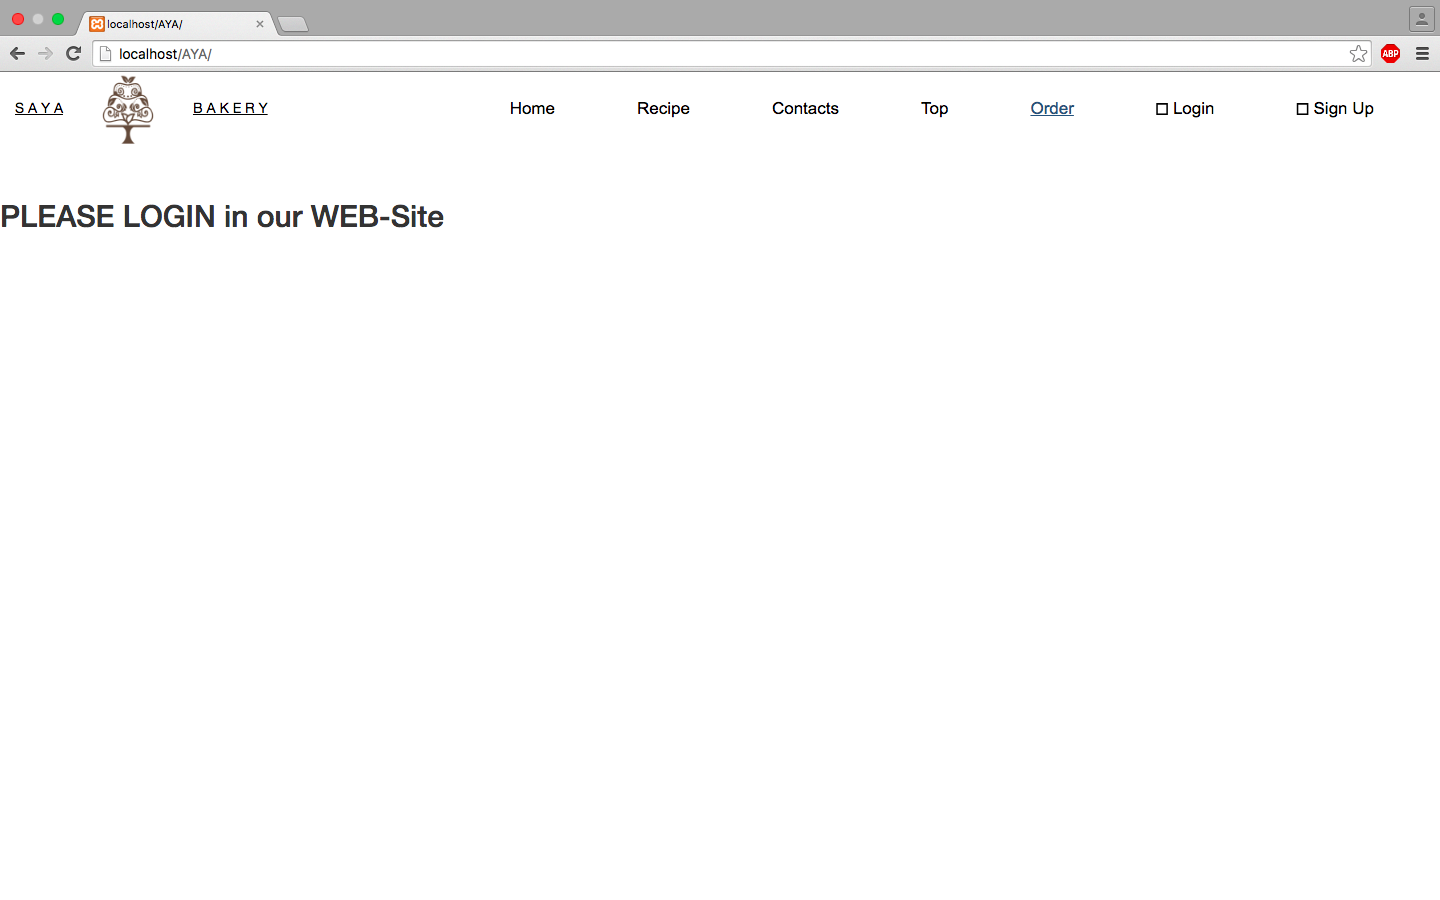 localhost/AYA/
localhost/AYA/
ABP
SAYA BAKERY Home Recipe Contacts Top Order Login Sign Up
PLEASE LOGIN in our WEB-Site